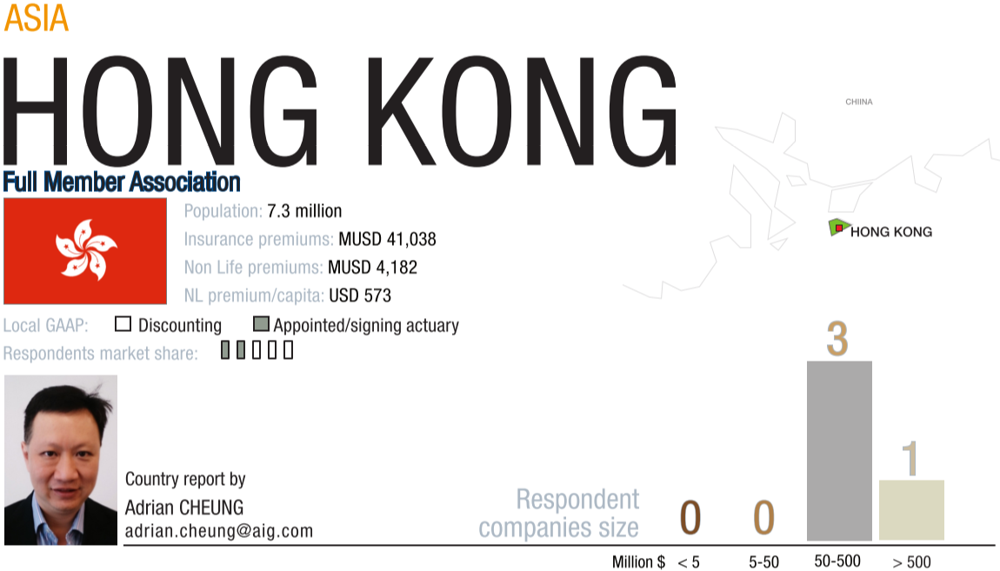 ASIA
HONG KONG
Full Member Association
CHIINA
HONG KONG
Population: 7.3 million
Insurance premiums: MUSD 41,038
Non Life premiums: MUSD 4,182
NL premium/capita: USD 573
Local GAAP: Discounting Appointed/signing actuary
Respondents market share:
Country report by
Adrian CHEUNG
adrian.cheung@aig.com
Respondent
companies size
0 0 3 1
Million $ < 5 5-50 50-500 > 500